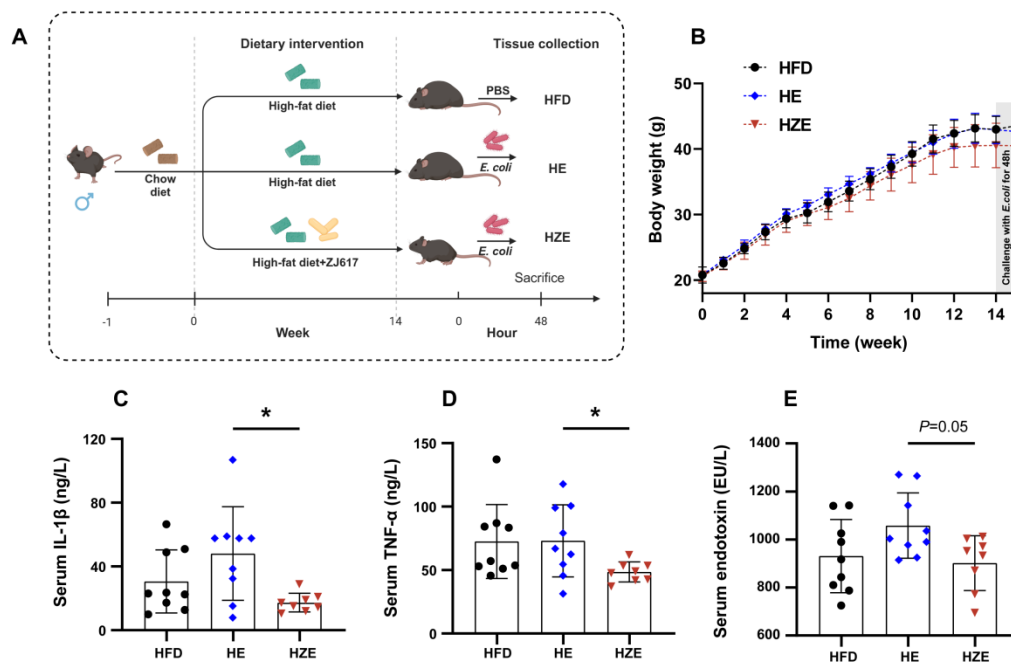 A
Dietary intervention
Tissue collection
High-fat diet
PBS
HFD
Chow
diet
High-fat diet
E. coli
HE
High-fat diet+ZJ617
E. coli
HZE
Sacrifice
-1
0
Week
14
0
Hour
48
B
HFD
HE
HZE
Body weight (g)
50
40
30
20
0
2
4
6
8
10
12
14
Time (week)
Challenge with E.coli for 48h
C
Serum IL-1β (ng/L)
120
80
40
0
*
HFD
HE
HZE
D
Serum TNF-α (ng/L)
150
100
50
0
*
HFD
HE
HZE
E
Serum endotoxin (EU/L)
1400
1200
1000
800
600
P=0.05
HFD
HE
HZE